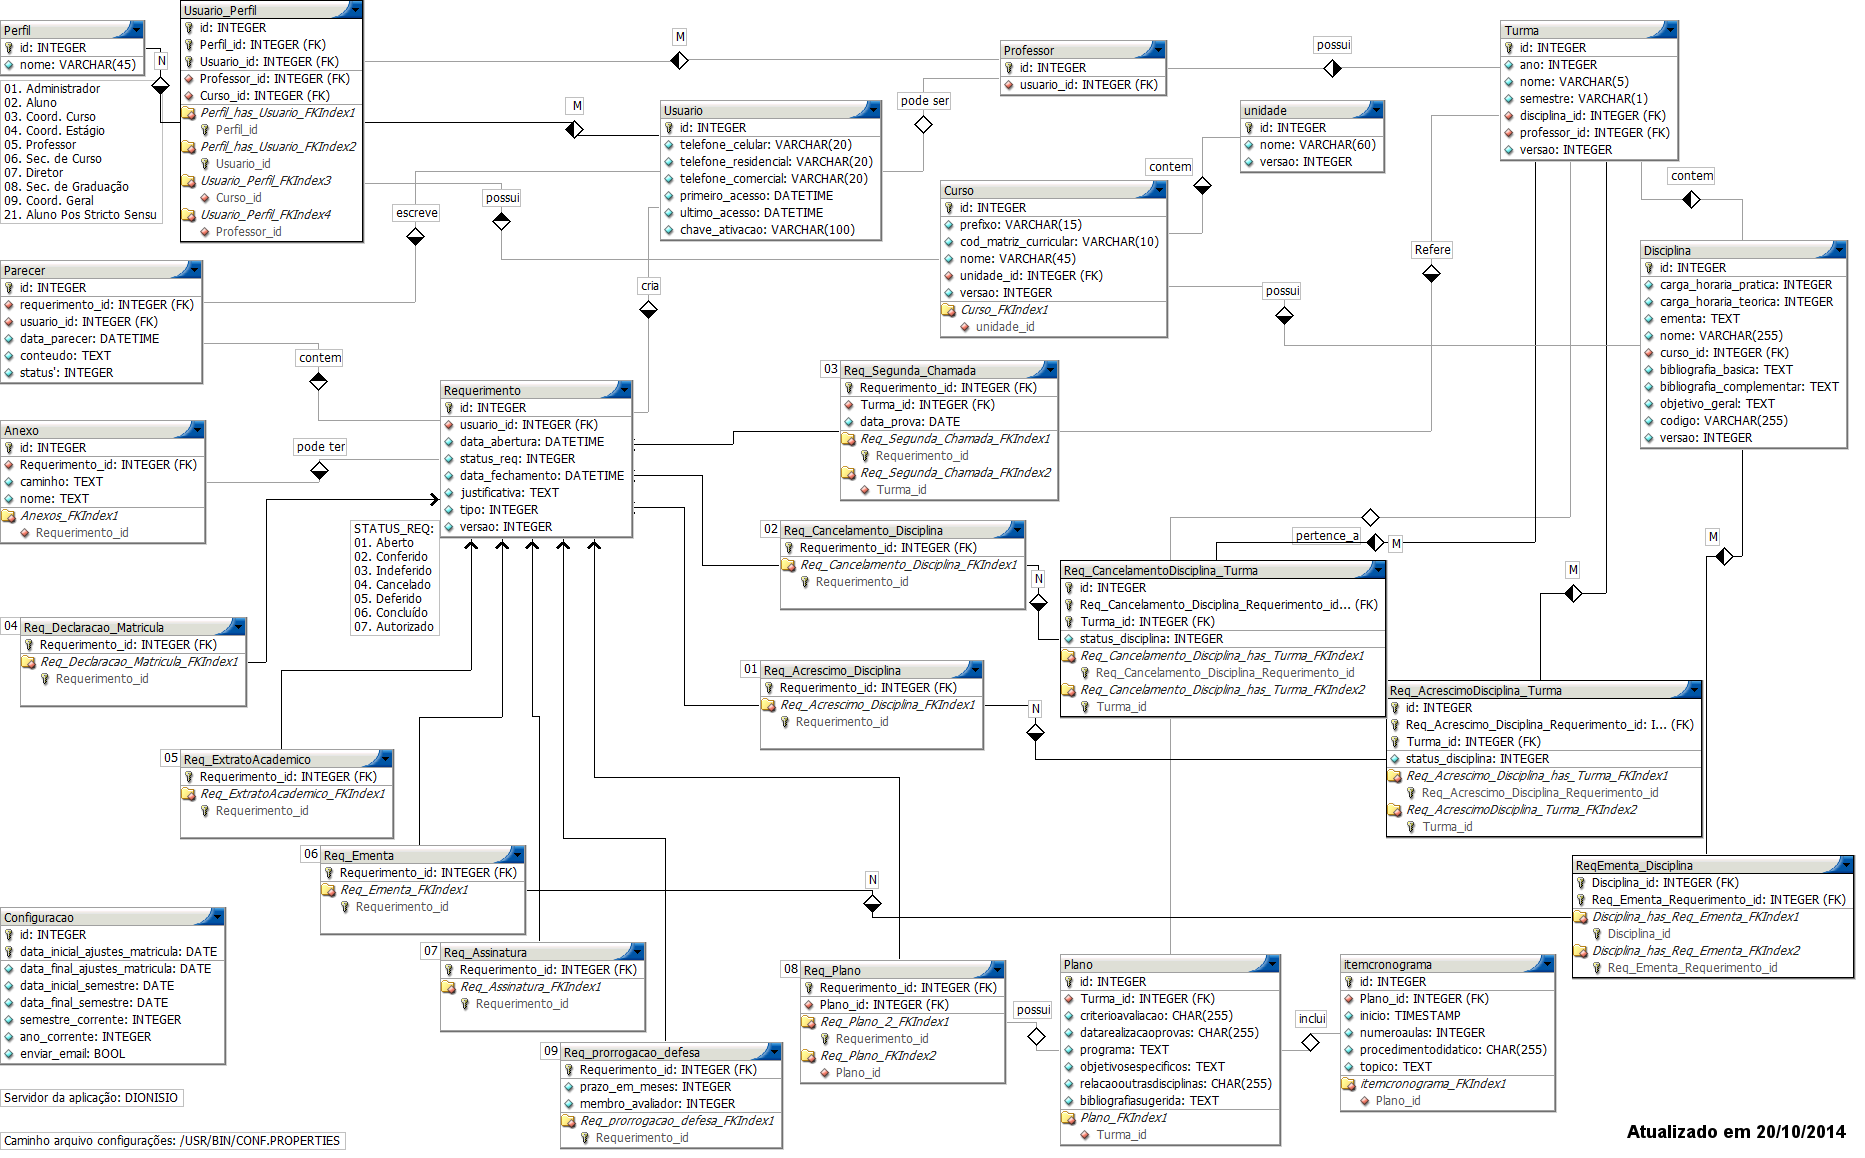 Perfil
id: INTEGER
nome: VARCHAR(45)
01. Administrador
02. Aluno
03. Coord. Curso
04. Coord. Estágio
05. Professor
06. Sec. de Curso
07. Diretor
08. Sec. de Graduação
09. Coord. Geral
21. Aluno Pos Stricto Sensu
N
Usuario_Perfil
id: INTEGER
Perfil_id: INTEGER (FK)
Usuario_id: INTEGER (FK)
Professor_id: INTEGER (FK)
Curso_id: INTEGER (FK)
Perfil_has_Usuario_FKIndex1
Perfil_id
Perfil_has_Usuario_FKIndex2
Usuario_id
Usuario_Perfil_FKIndex3
Curso_id
Usuario_Perfil_FKIndex4
Professor_id
M
M
Usuario
id: INTEGER
telefone_celular: VARCHAR(20)
telefone_residencial: VARCHAR(20)
telefone_comercial: VARCHAR(20)
primeiro_acesso: DATETIME
ultimo_acesso: DATETIME
chave_ativacao: VARCHAR(100)
pode ser
Professor
id: INTEGER
usuario_id: INTEGER (FK)
possui
Turma
id: INTEGER
ano: INTEGER
nome: VARCHAR(5)
semestre: VARCHAR(1)
disciplina_id: INTEGER (FK)
professor_id: INTEGER (FK)
versao: INTEGER
unidade
id: INTEGER
nome: VARCHAR(60)
versao: INTEGER
contem
Curso
id: INTEGER
prefixo: VARCHAR(15)
cod_matriz_curricular: VARCHAR(10)
nome: VARCHAR(45)
unidade_id: INTEGER (FK)
versao: INTEGER
Curso_FKIndex1
unidade_id
possui
escreve
cria
possui
Refere
contem
Disciplina
id: INTEGER
carga_horaria_pratica: INTEGER
carga_horaria_teorica: INTEGER
ementa: TEXT
nome: VARCHAR(255)
curso_id: INTEGER (FK)
bibliografia_basica: TEXT
bibliografia_complementar: TEXT
objetivo_geral: TEXT
codigo: VARCHAR(255)
versao: INTEGER
Parecer
id: INTEGER
requerimento_id: INTEGER (FK)
usuario_id: INTEGER (FK)
data_parecer: DATETIME
conteudo: TEXT
status': INTEGER
contem
Anexo
id: INTEGER
Requerimento_id: INTEGER (FK)
caminho: TEXT
nome: TEXT
Anexos_FKIndex1
Requerimento_id
pode ter
Requerimento
id: INTEGER
usuario_id: INTEGER (FK)
data_abertura: DATETIME
status_req: INTEGER
data_fechamento: DATETIME
justificativa: TEXT
tipo: INTEGER
versao: INTEGER
STATUS_REQ:
01. Aberto
02. Conferido
03. Indeferido
04. Cancelado
05. Deferido
06. Concluído
07. Autorizado
03
Req_Segunda_Chamada
Requerimento_id: INTEGER (FK)
Turma_id: INTEGER (FK)
data_prova: DATE
Req_Segunda_Chamada_FKIndex1
Requerimento_id
Req_Segunda_Chamada_FKIndex2
Turma_id
02
Req_Cancelamento_Disciplina
Requerimento_id: INTEGER (FK)
Req_Cancelamento_Disciplina_FKIndex1
Requerimento_id
N
pertence_a
M
Req_CancelamentoDisciplina_Turma
id: INTEGER
Req_Cancelamento_Disciplina_Requerimento_id... (FK)
Turma_id: INTEGER (FK)
status_disciplina: INTEGER
Req_Cancelamento_Disciplina_has_Turma_FKIndex1
Req_Cancelamento_Disciplina_Requerimento_id
Req_Cancelamento_Disciplina_has_Turma_FKIndex2
Turma_id
M
M
01
Req_Acrescimo_Disciplina
Requerimento_id: INTEGER (FK)
Req_Acrescimo_Disciplina_FKIndex1
Requerimento_id
N
Req_AcrescimoDisciplina_Turma
id: INTEGER
Req_Acrescimo_Disciplina_Requerimento_id: I... (FK)
Turma_id: INTEGER (FK)
status_disciplina: INTEGER
Req_Acrescimo_Disciplina_has_Turma_FKIndex1
Req_Acrescimo_Disciplina_Requerimento_id
Req_AcrescimoDisciplina_Turma_FKIndex2
Turma_id
04
Req_Declaracao_Matricula
Requerimento_id: INTEGER (FK)
Req_Declaracao_Matricula_FKIndex1
Requerimento_id
05
Req_ExtratoAcademico
Requerimento_id: INTEGER (FK)
Req_ExtratoAcademico_FKIndex1
Requerimento_id
06
Req_Ementa
Requerimento_id: INTEGER (FK)
Req_Ementa_FKIndex1
Requerimento_id
N
ReqEmenta_Disciplina
Disciplina_id: INTEGER (FK)
Req_Ementa_Requerimento_id: INTEGER (FK)
Disciplina_has_Req_Ementa_FKIndex1
Disciplina_id
Disciplina_has_Req_Ementa_FKIndex2
Req_Ementa_Requerimento_id
Configuracao
id: INTEGER
data_inicial_ajustes_matricula: DATE
data_final_ajustes_matricula: DATE
data_inicial_semestre: DATE
data_final_semestre: DATE
semestre_corrente: INTEGER
ano_corrente: INTEGER
enviar_email: BOOL
07
Req_Assinatura
Requerimento_id: INTEGER (FK)
Req_Assinatura_FKIndex1
Requerimento_id
08
Req_Plano
Requerimento_id: INTEGER (FK)
Plano_id: INTEGER (FK)
Req_Plano_2_FKIndex1
Requerimento_id
Req_Plano_FKIndex2
Plano_id
possui
Plano
id: INTEGER
Turma_id: INTEGER (FK)
criterioavaliacao: CHAR(255)
datarealizacaoprovas: CHAR(255)
programa: TEXT
objetivosespecificos: TEXT
relacaooutrasdisciplinas: CHAR(255)
bibliografiasugerida: TEXT
Plano_FKIndex1
Turma_id
inclui
itemcronograma
id: INTEGER
Plano_id: INTEGER (FK)
inicio: TIMESTAMP
numeroaulas: INTEGER
procedimentodidatico: CHAR(255)
topico: TEXT
itemcronograma_FKIndex1
Plano_id
09
Req_prorrogacao_defesa
Requerimento_id: INTEGER (FK)
prazo_em_meses: INTEGER
membro_avaliador: INTEGER
Req_prorrogacao_defesa_FKIndex1
Requerimento_id
Servidor da aplicação: DIONISIO
Caminho arquivo configurações: /USR/BIN/CONF.PROPERTIES
Atualizado em 20/10/2014